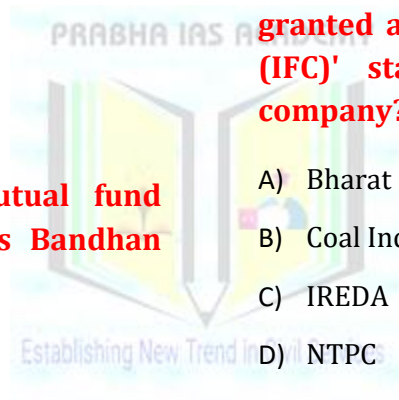 PRABHA IAS ACADEMY
utual fund
s Bandhan
granted a
(IFC)' sta
company?
A) Bharat
B) Coal Ind
C) IREDA
D) NTPC
Establishing New Trend in Civil Services